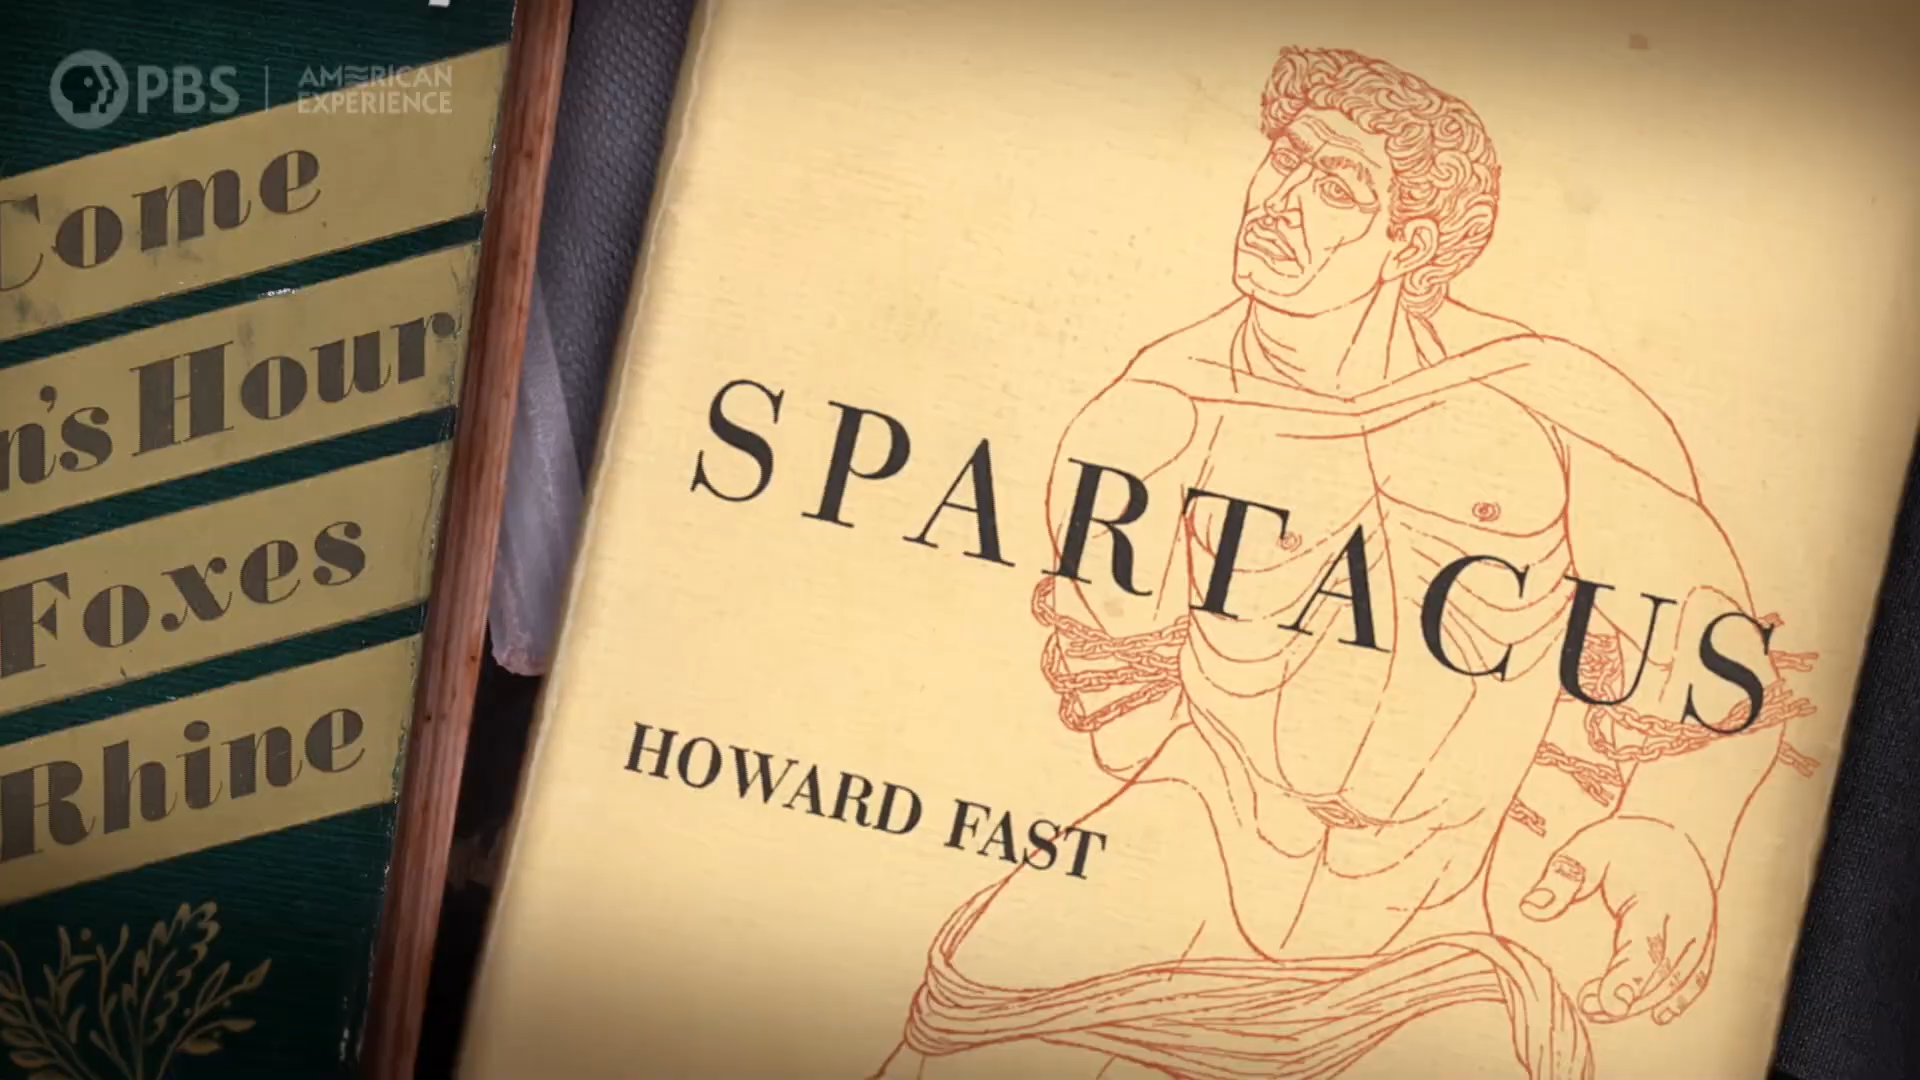 PBS
AMERICAN
EXPERIENCE
Come
n's Hour
Foxes
Rhine
SPARTACUS
HOWARD FAST